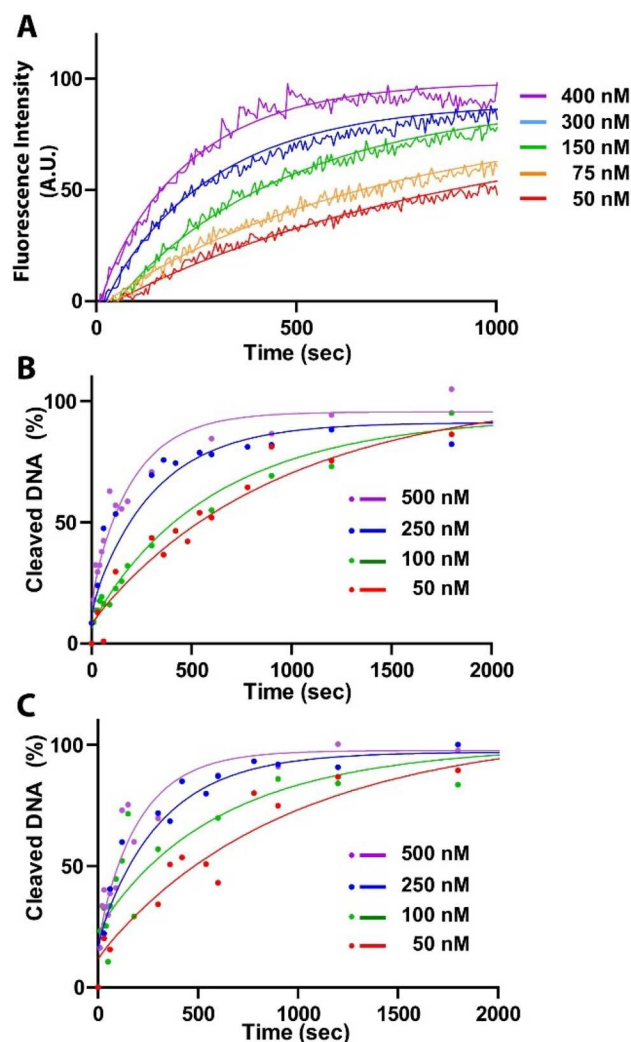 A
Fluorescence Intensity
(A.U.)
100
50
0
0
500
1000
Time (sec)
400 nM
300 nM
150 nM
75 nM
50 nM
B
Cleaved DNA (%)
100
50
0
0
500
1000
1500
2000
Time (sec)
500 nM
250 nM
100 nM
50 nM
C
Cleaved DNA (%)
100
50
0
0
500
1000
1500
2000
Time (sec)
500 nM
250 nM
100 nM
50 nM